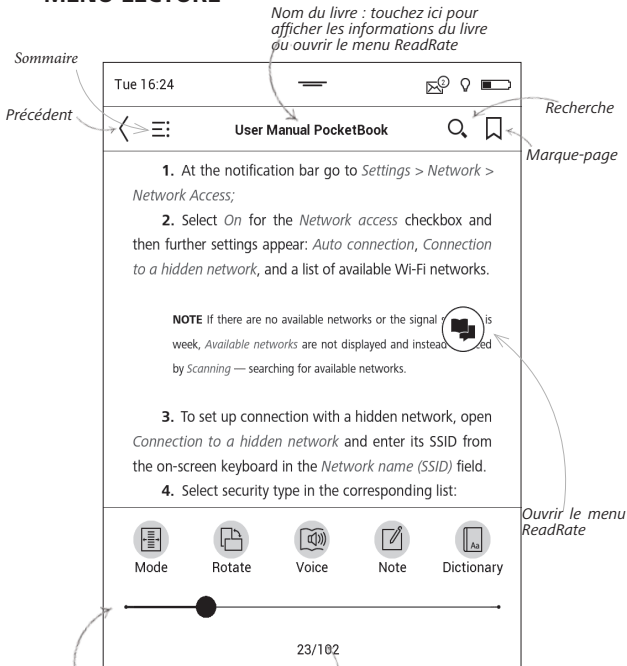 MENU LECTURE
Nom du livre : touchez ici pour
afficher les informations du livre
ou ouvrir le menu ReadRate
Sommaire
Tue 16:24
2
Précédent
Recherche
User Manual PocketBook
Marque-page
1. At the notification bar go to Settings > Network >
Network Access;
2. Select On for the Network access checkbox and
then further settings appear: Auto connection, Connection
to a hidden network, and a list of available Wi-Fi networks.
NOTE If there are no available networks or the signal is
week, Available networks are not displayed and instead
by Scanning — searching for available networks.
3. To set up connection with a hidden network, open
Connection to a hidden network and enter its SSID from
the on-screen keyboard in the Network name (SSID) field.
4. Select security type in the corresponding list:
Ouvrir le menu
ReadRate
Aa
Mode Rotate Voice Note Dictionary
23/102